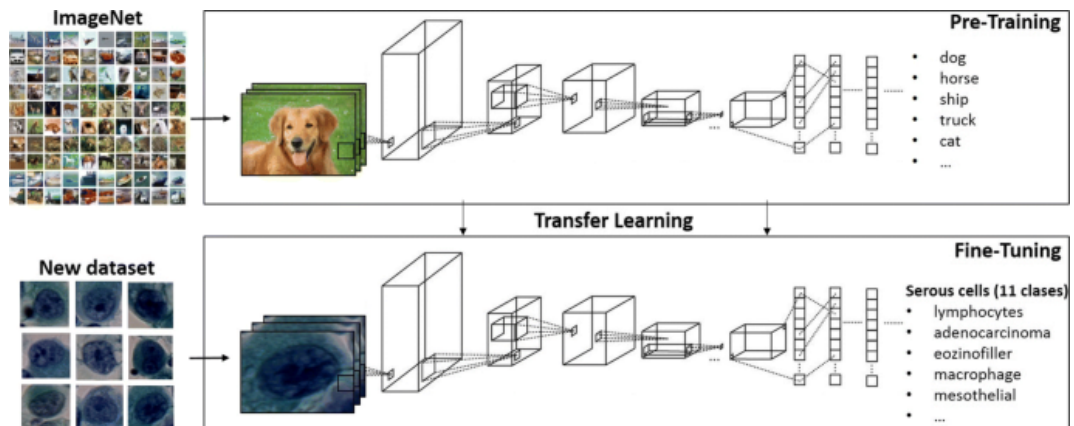 ImageNet
Pre-Training
• dog
• horse
• ship
• truck
• cat
• ...
...
Transfer Learning
New dataset
Fine-Tuning
Serous cells (11 clases)
• lymphocytes
• adenocarcinoma
• eozinofiller
• macrophage
• mesothelial
• ...
...